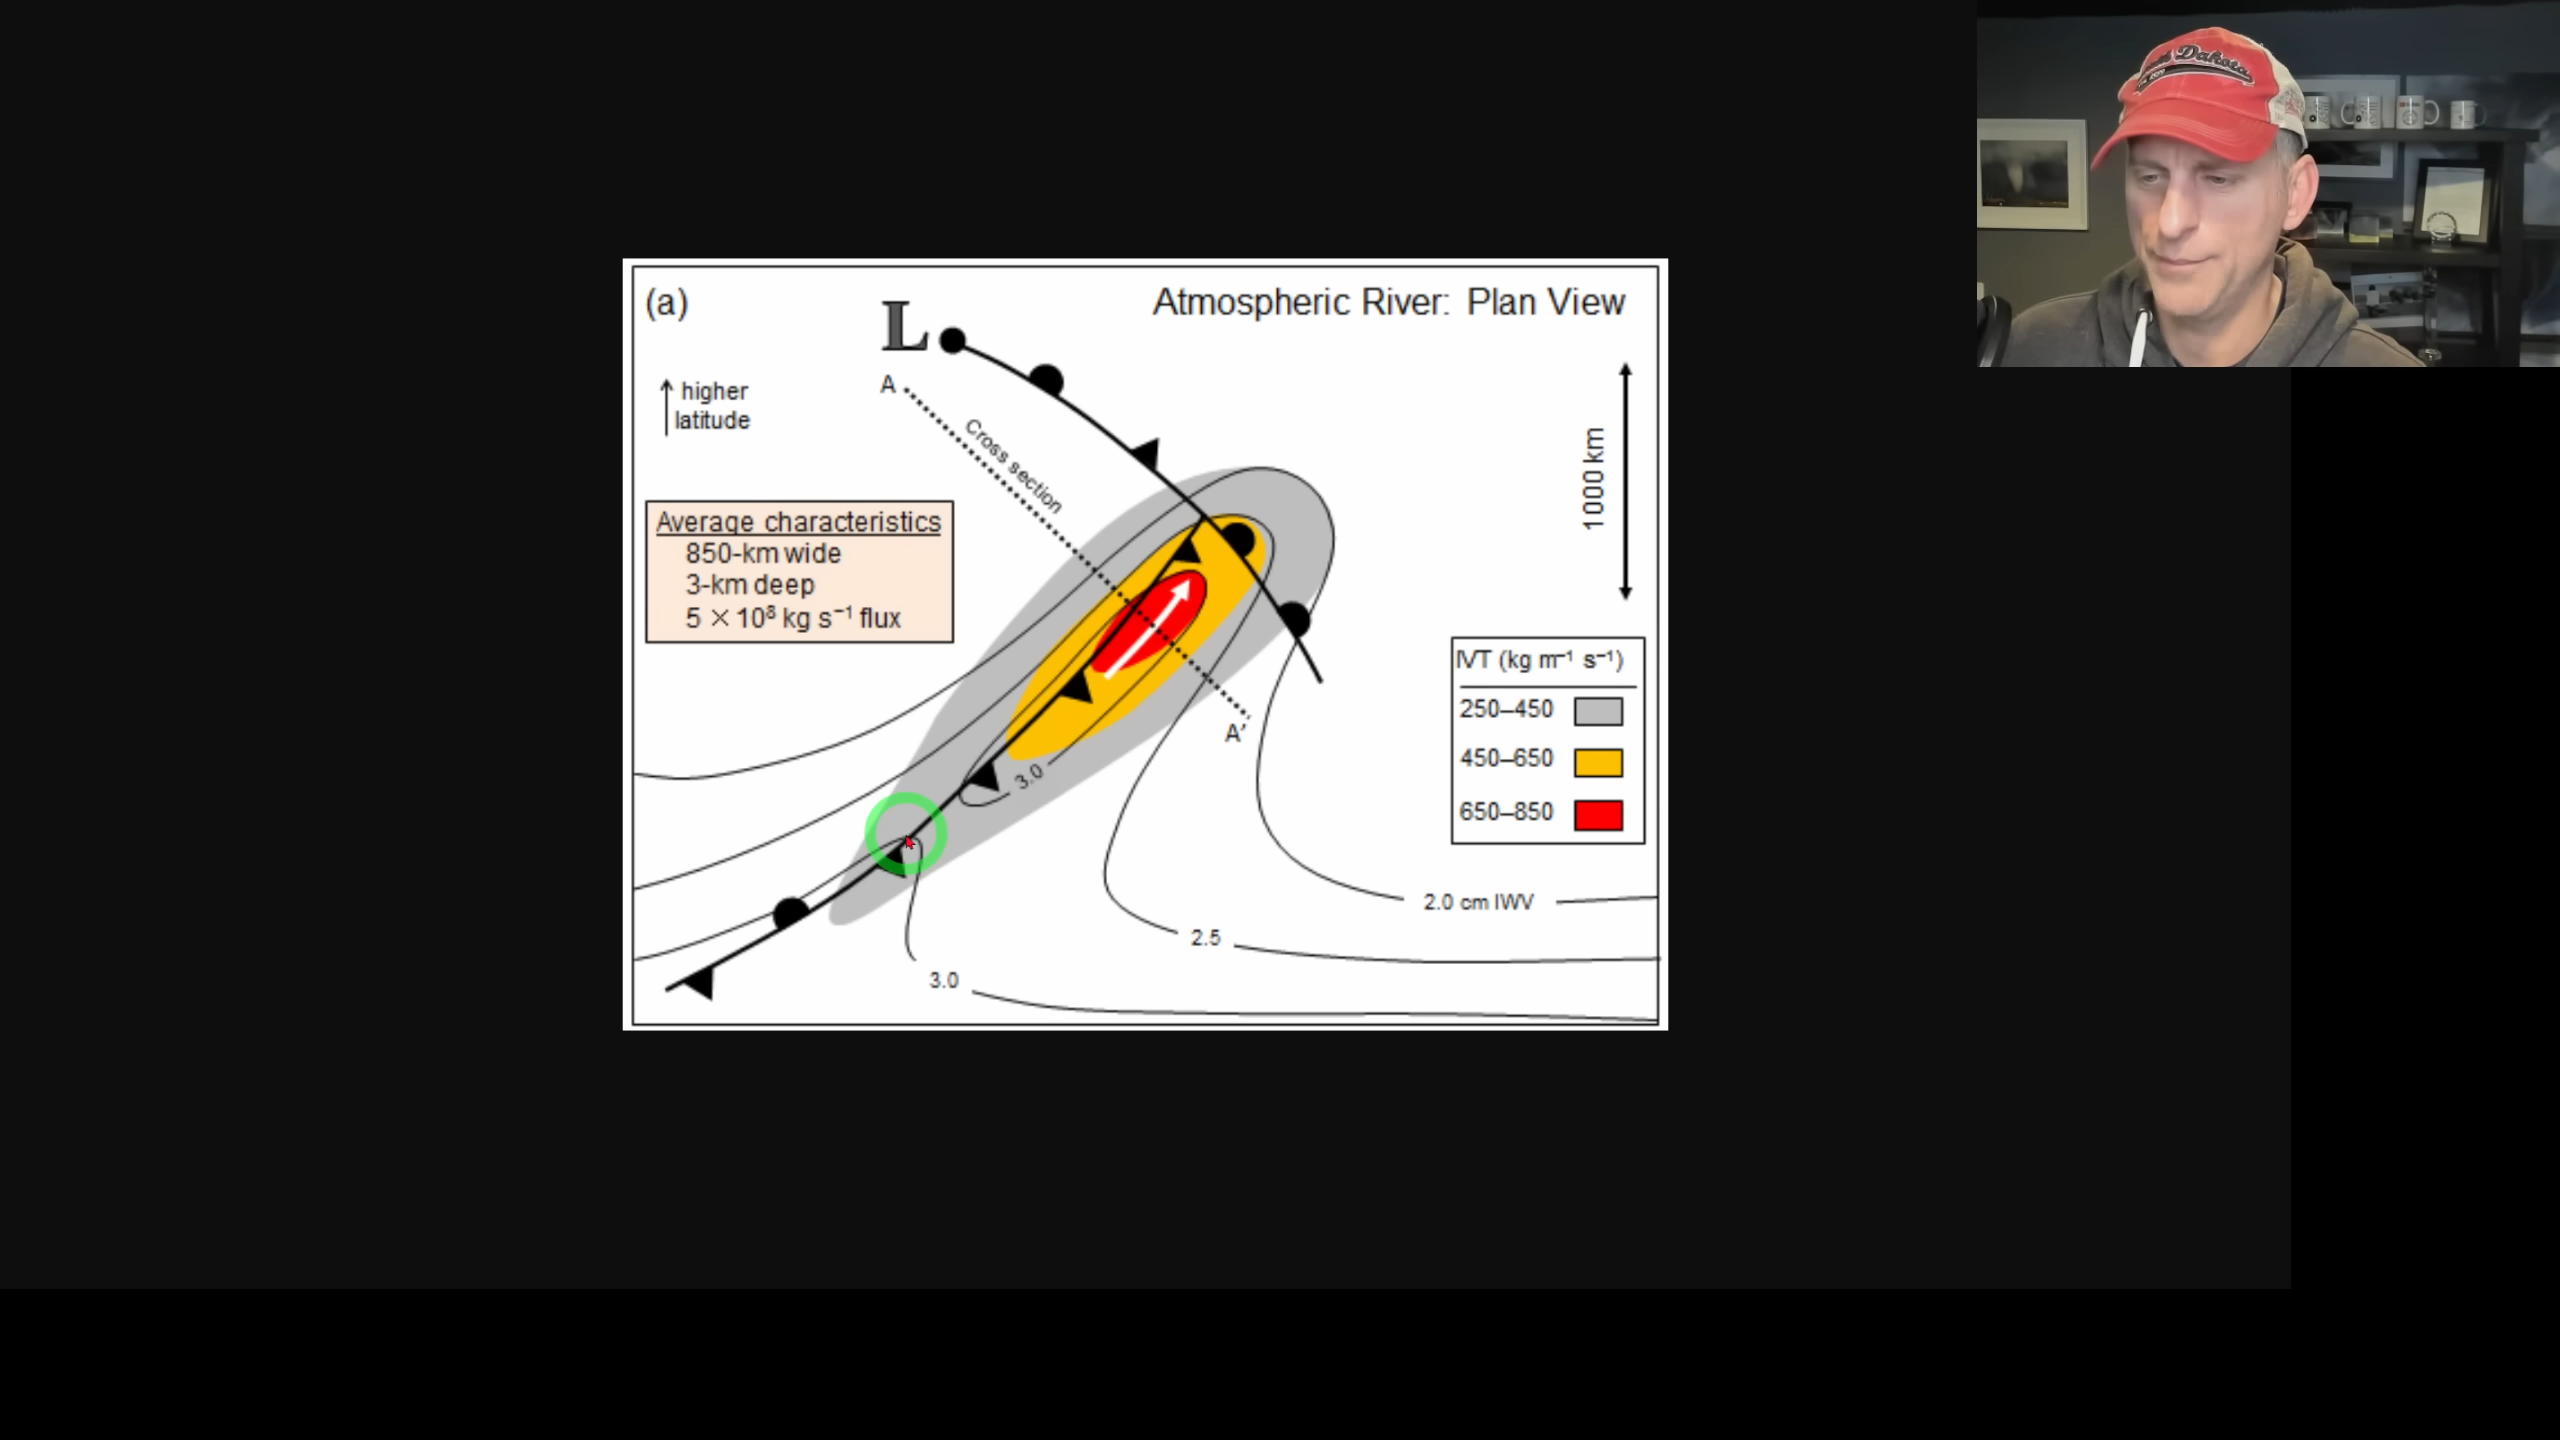 (a)
Atmospheric River: Plan View
L
A
higher
latitude
Cross section
1000 km
Average characteristics
850-km wide
3-km deep
5 × 10⁸ kg s⁻¹ flux
IVT (kg m⁻¹ s⁻¹)
250–450
450–650
650–850
A'
3.0
2.0 cm IWV
2.5
3.0
Dakota